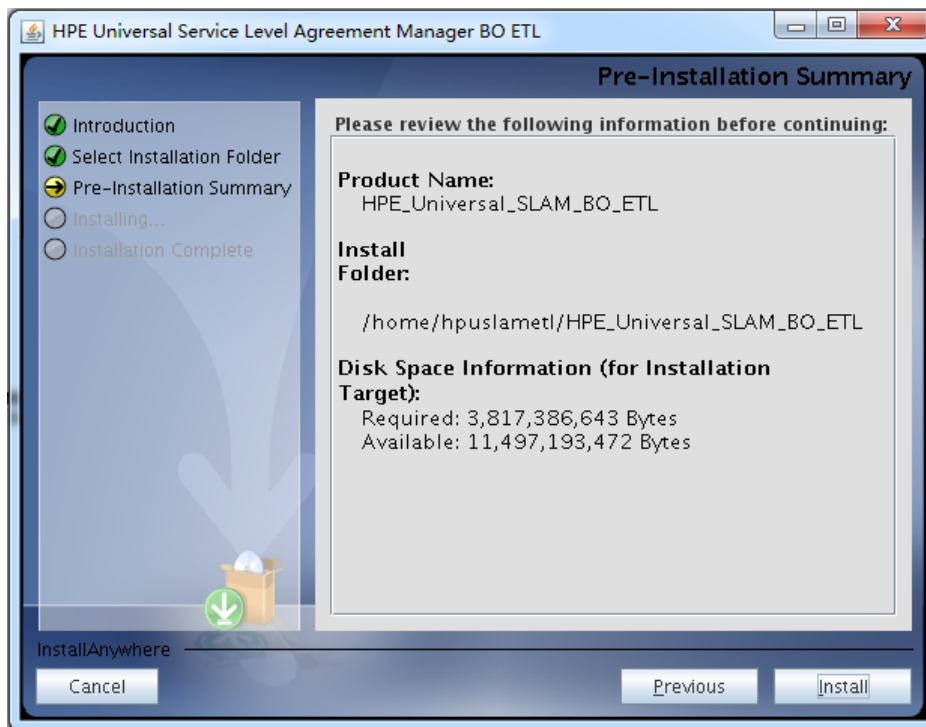 HPE Universal Service Level Agreement Manager BO ETL
Pre-Installation Summary
Introduction
Select Installation Folder
Pre-Installation Summary
Installing...
Installation Complete
Please review the following information before continuing:
Product Name:
HPE_Universal_SLAM_BO_ETL
Install
Folder:
/home/hpuslametl/HPE_Universal_SLAM_BO_ETL
Disk Space Information (for Installation
Target):
Required: 3,817,386,643 Bytes
Available: 11,497,193,472 Bytes
InstallAnywhere
Cancel
Previous
Install